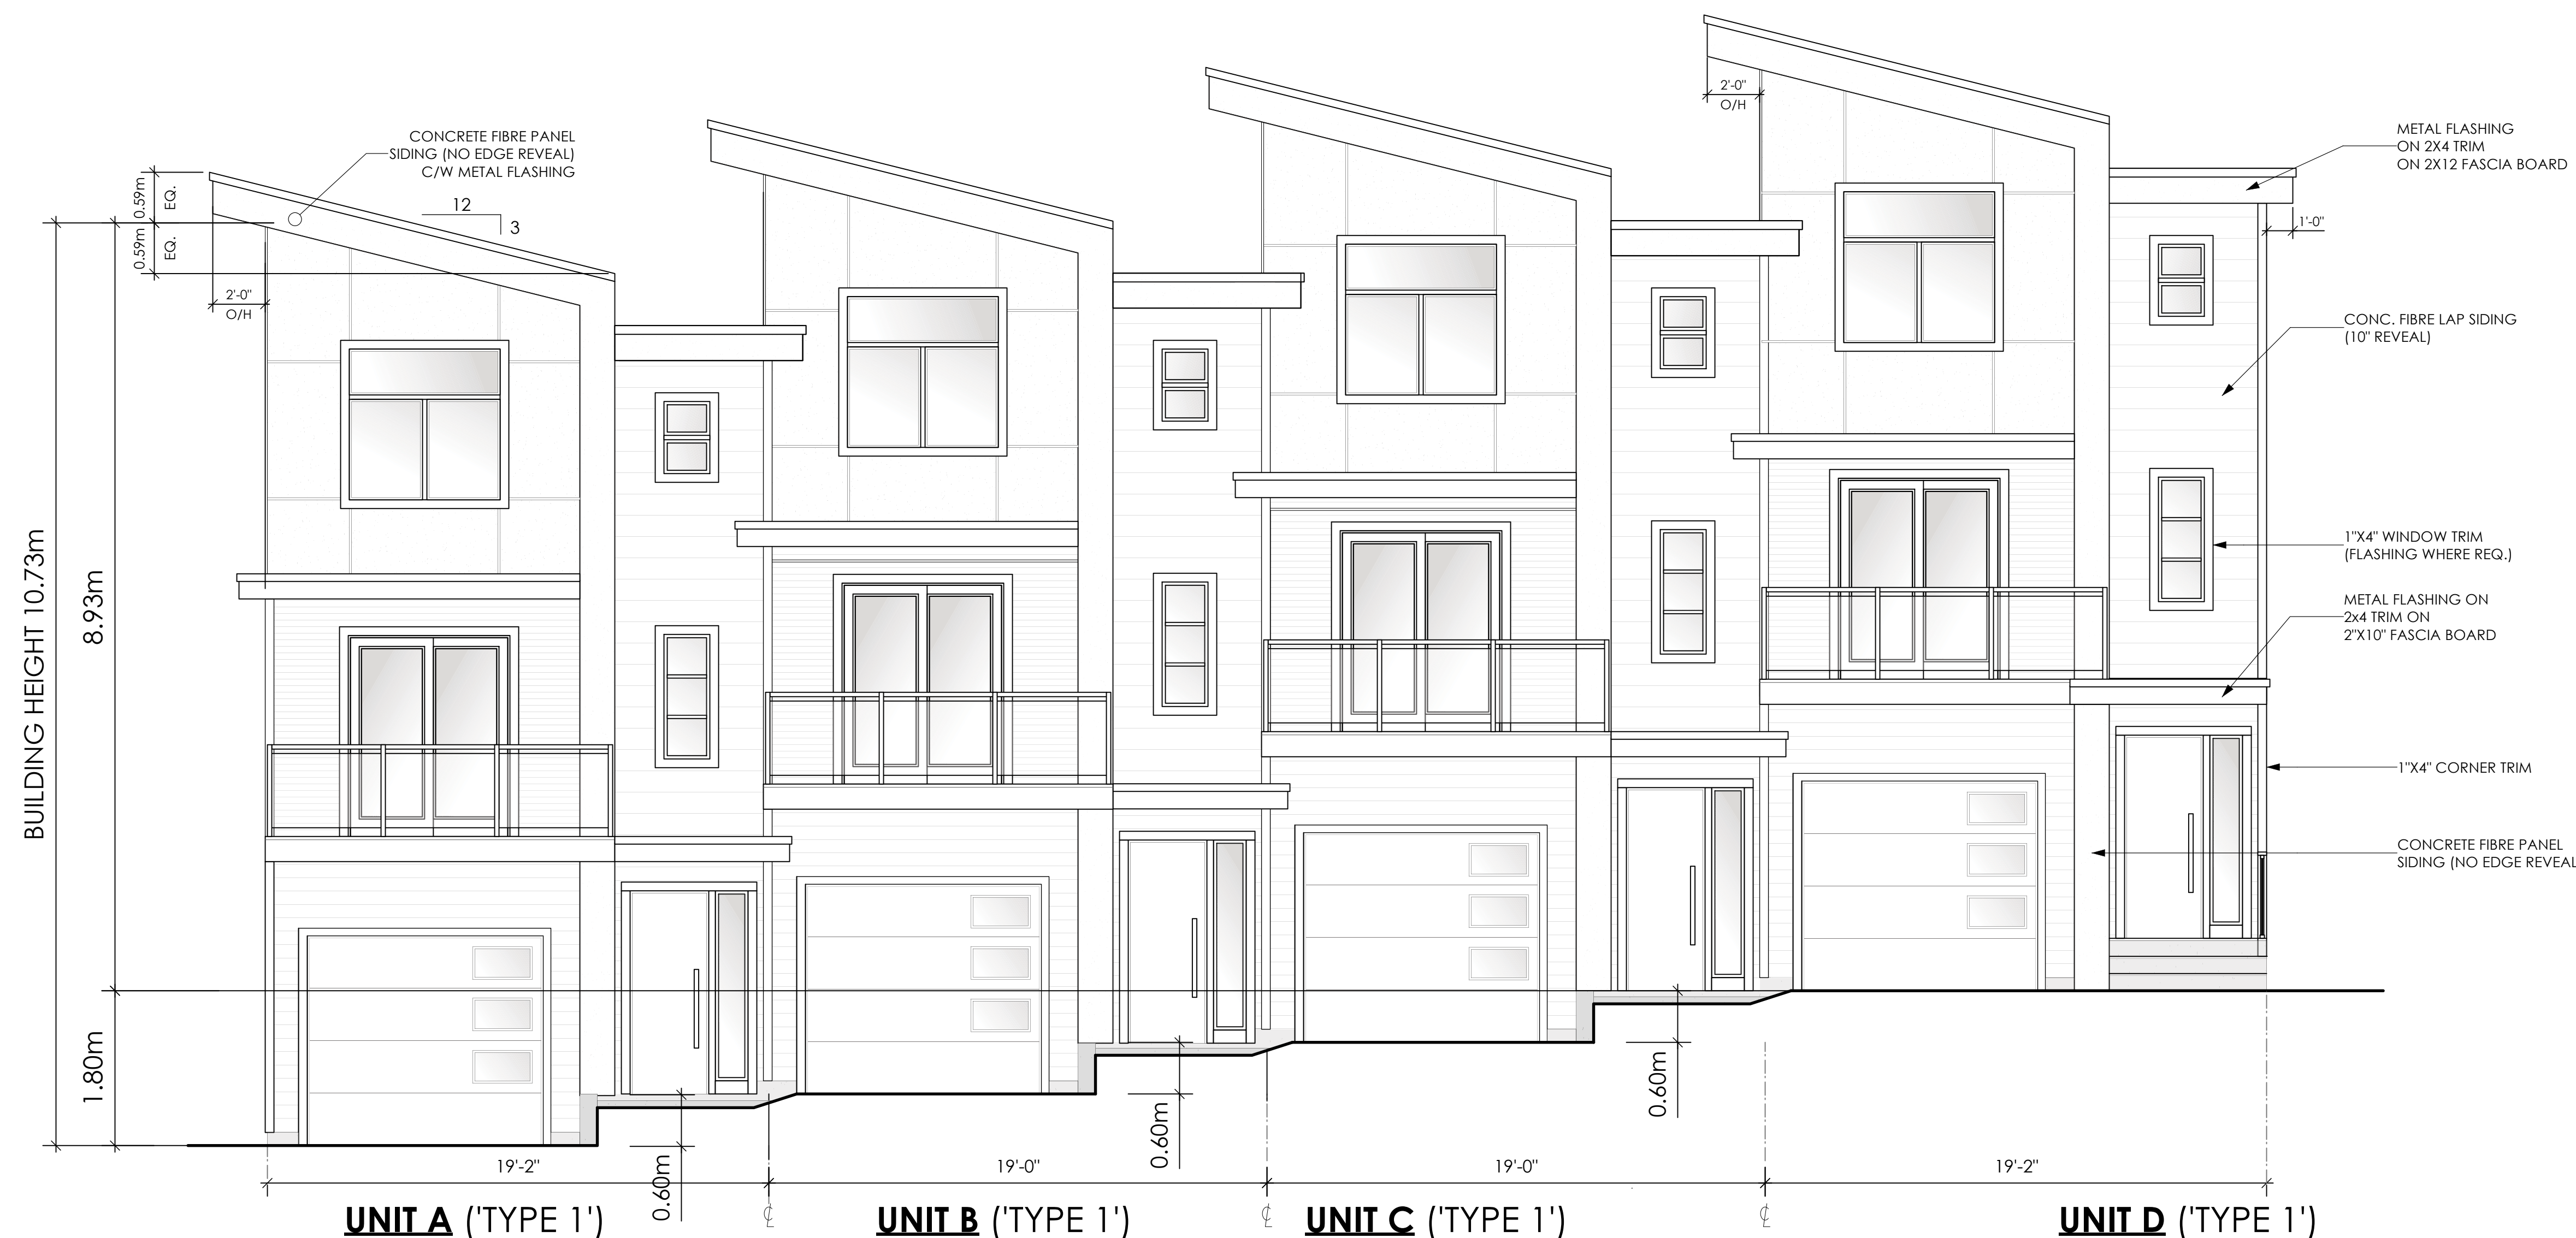 CONCRETE FIBRE PANEL
SIDING (NO EDGE REVEAL)
C/W METAL FLASHING
12
3
0.59m
EQ.
0.59m
EQ.
2'-0"
O/H
2'-0"
O/H
METAL FLASHING
ON 2X4 TRIM
ON 2X12 FASCIA BOARD
1'-0"
CONC. FIBRE LAP SIDING
(10" REVEAL)
1"X4" WINDOW TRIM
(FLASHING WHERE REQ.)
METAL FLASHING ON
2x4 TRIM ON
2"X10" FASCIA BOARD
1"X4" CORNER TRIM
CONCRETE FIBRE PANEL
SIDING (NO EDGE REVEAL
BUILDING HEIGHT 10.73m
8.93m
1.80m
0.60m
0.60m
0.60m
19'-2"
19'-0"
19'-0"
19'-2"
UNIT A ('TYPE 1')
UNIT B ('TYPE 1')
UNIT C ('TYPE 1')
UNIT D ('TYPE 1')